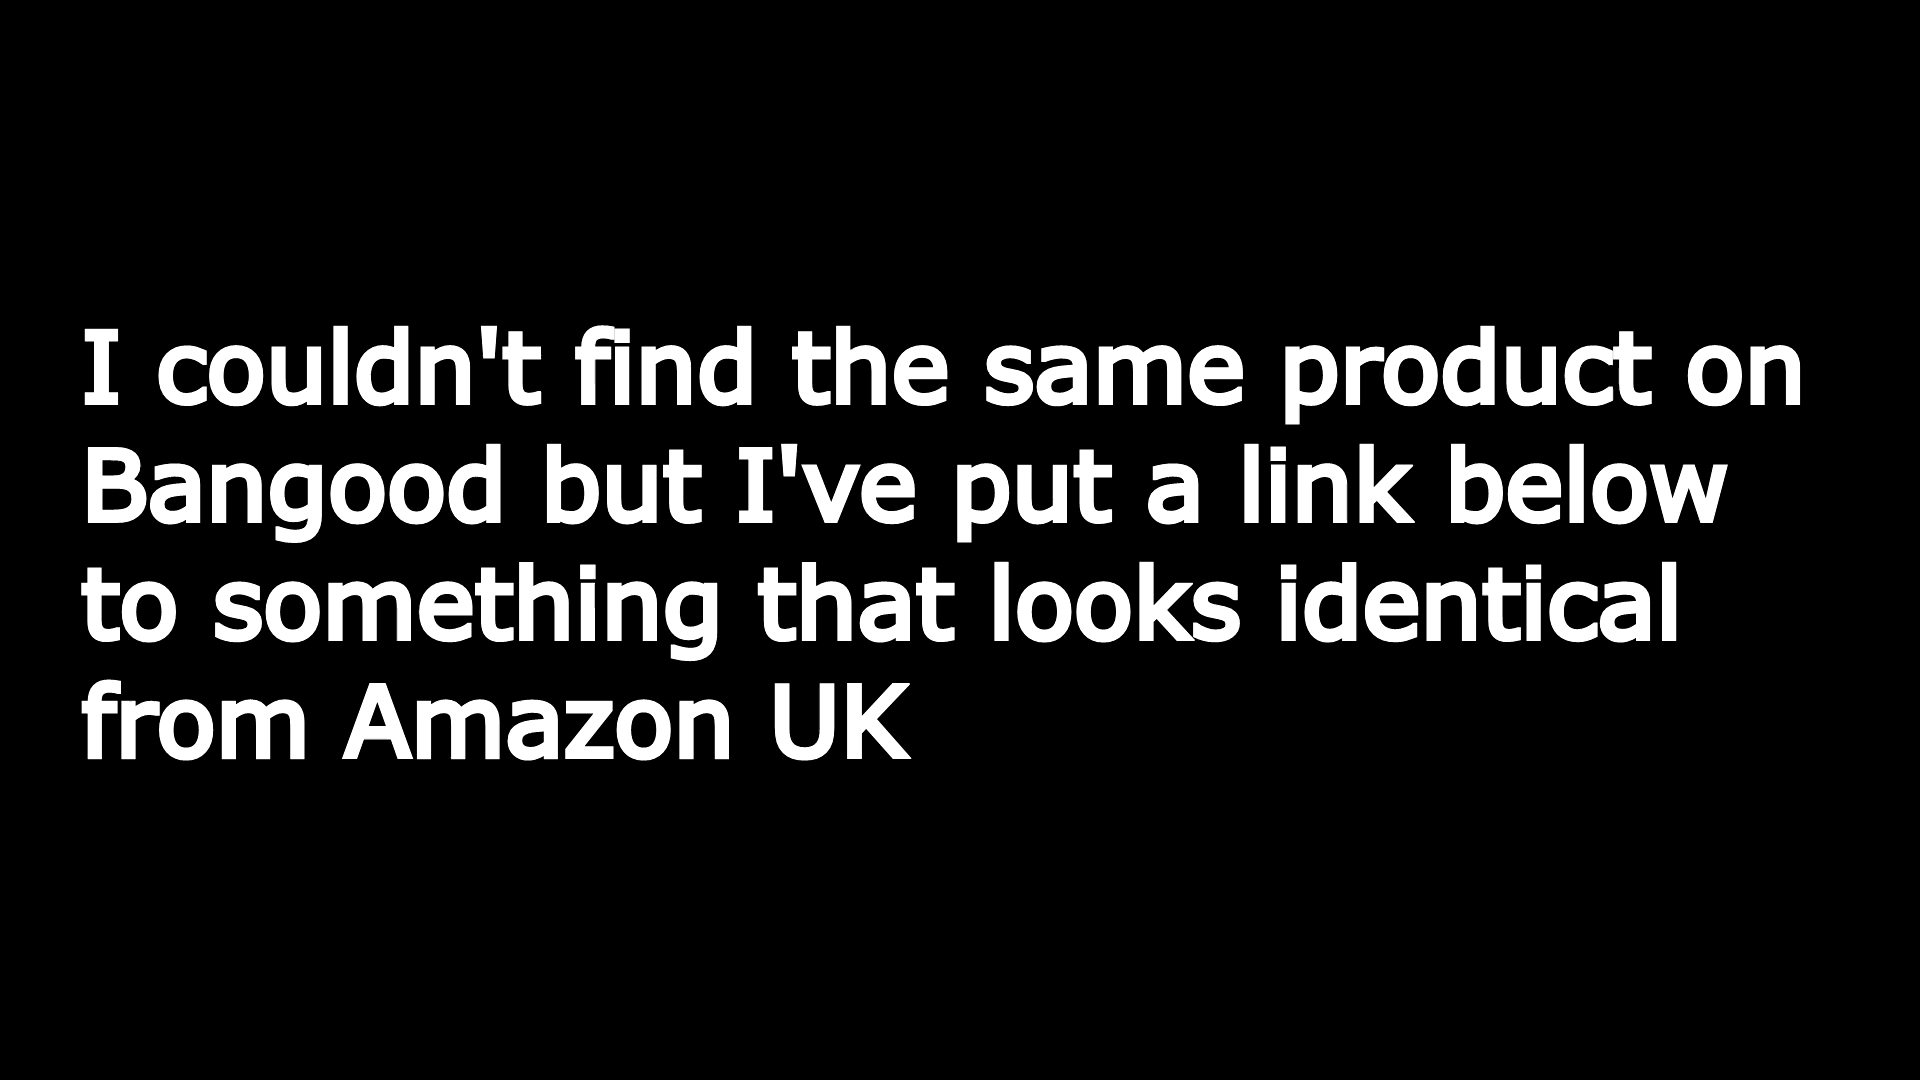 I couldn't find the same product on
Bangood but I've put a link below
to something that looks identical
from Amazon UK